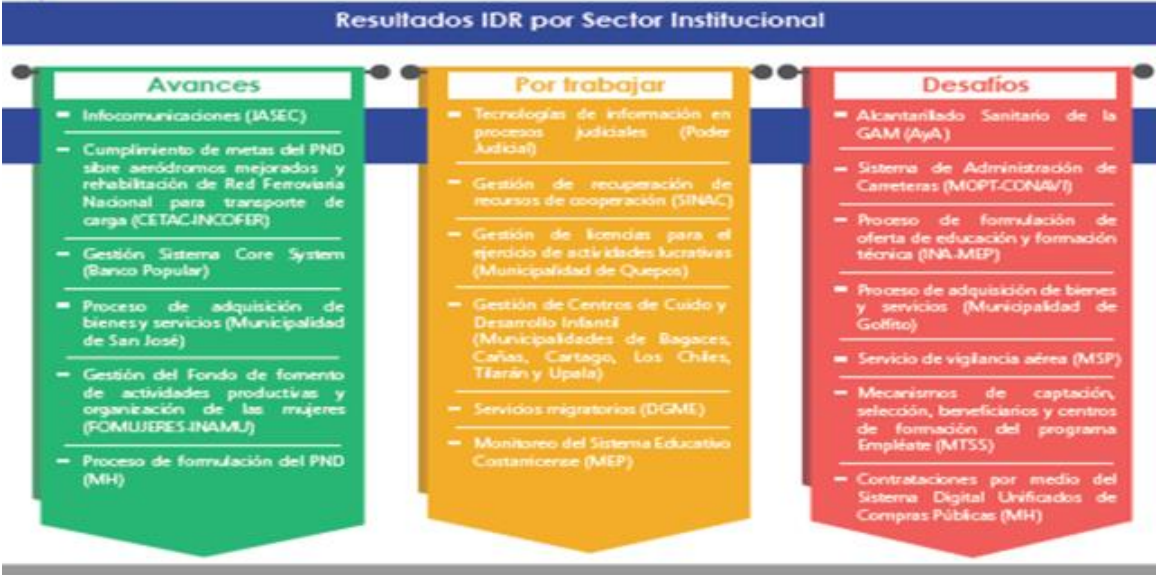 Resultados IDR por Sector Institucional
Avances
- Infocomunicaciones (JASEC)
- Cumplimiento de metas del PND
sibre aeródromos mejorados y
rehabilitación de Red Ferroviaria
Nacional para transporte de
carga (CETAC-INCOFER)
- Gestión Sistema Core System
(Banco Popular)
- Proceso de adquisición de
bienes y servicios (Municipalidad
de San José)
- Gestión del Fondo de fomento
de actividades productivas y
organización de las mujeres
(FOMUJERES-INAMU)
- Proceso de formulación del PND
(MH)
Por trabajar
- Tecnologías de información en
procesos judiciales (Poder
Judicial)
- Gestión de recuperación de
recursos de cooperación (SINAC)
- Gestión de licencias para el
ejercicio de actividades lucrativas
(Municipalidad de Quepos)
- Gestión de Centros de Cuido y
Desarrollo Infantil
(Municipalidades de Bagaces,
Cañas, Cartago, Los Chiles,
Tilarán y Upala)
- Servicios migratorios (DGME)
- Monitoreo del Sistema Educativo
Costarricense (MEP)
Desafíos
- Alcantarillado Sanitario de la
GAM (AyA)
- Sistema de Administración de
Carreteras (MOPT-CONAVI)
- Proceso de formulación de
oferta de educación y formación
técnica (INA-MEP)
- Proceso de adquisición de bienes
y servicios (Municipalidad de
Golfito)
- Servicio de vigilancia aérea (MSP)
- Mecanismos de captación,
selección, beneficiarios y centros
de formación del programa
Empléate (MTSS)
- Contrataciones por medio del
Sistema Digital Unificados de
Compras Públicas (MH)